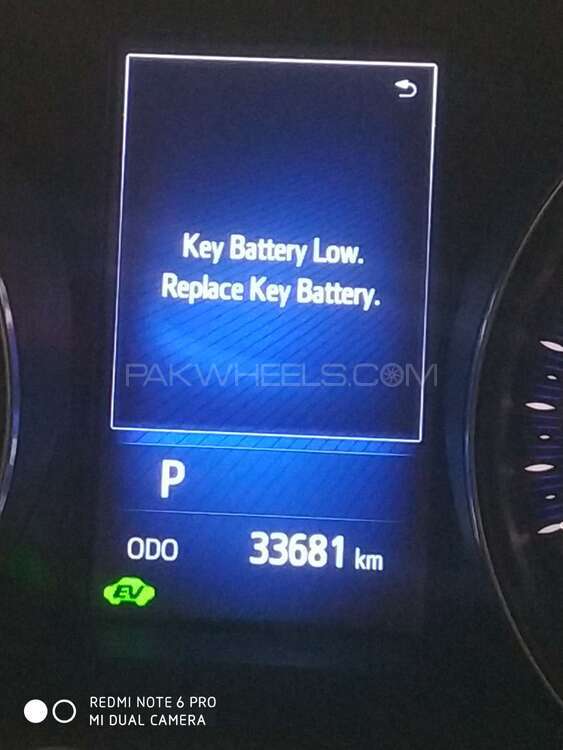 Key Battery Low.
Replace Key Battery.
PAKWHEELS.COM
P
ODO 33681 km
EV
REDMI NOTE 6 PRO
MI DUAL CAMERA